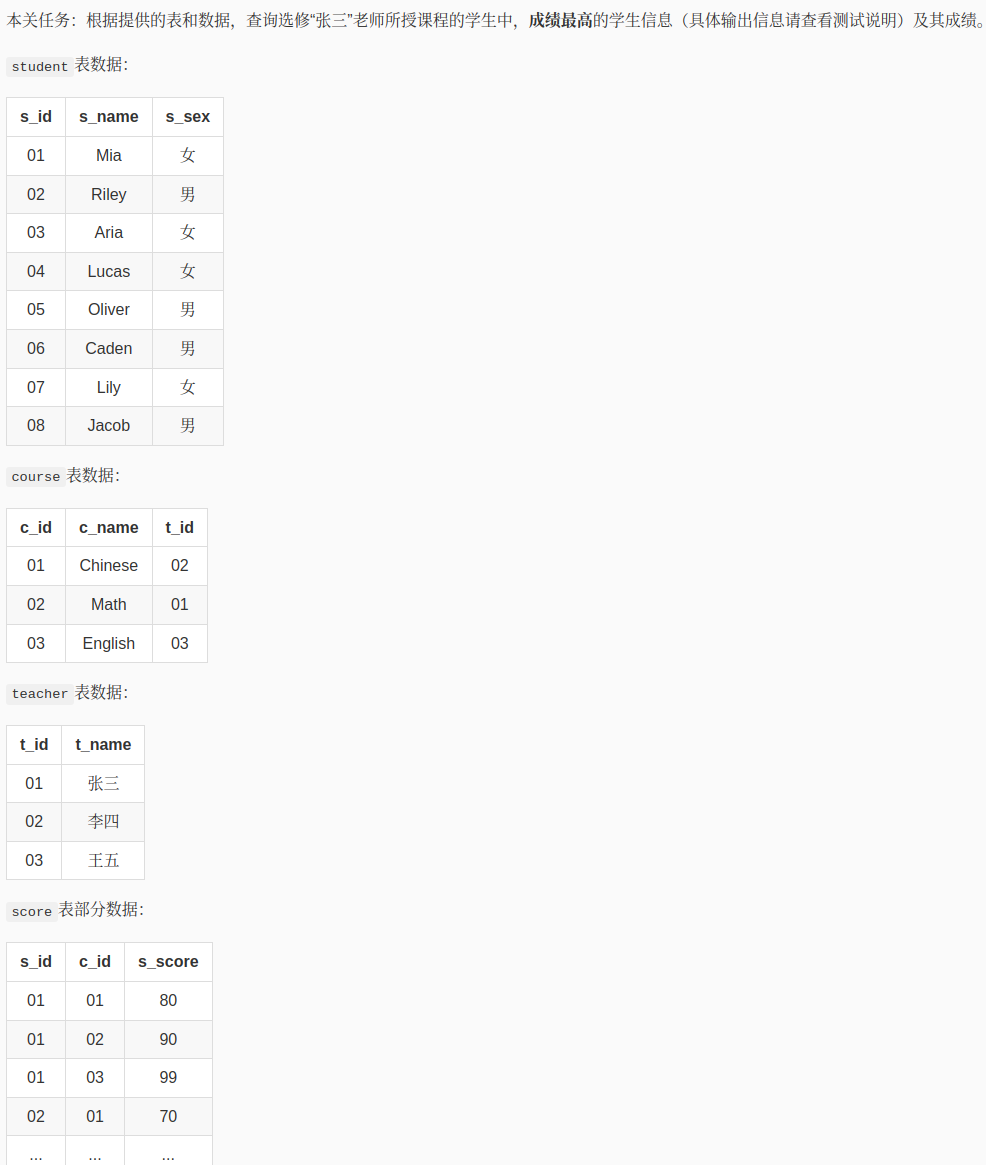 本关任务：根据提供的表和数据，查询选修“张三”老师所授课程的学生中，成绩最高的学生信息（具体输出信息请查看测试说明）及其成绩。
student 表数据：
s_id s_name s_sex
01 Mia 女
02 Riley 男
03 Aria 女
04 Lucas 女
05 Oliver 男
06 Caden 男
07 Lily 女
08 Jacob 男
course 表数据：
c_id c_name t_id
01 Chinese 02
02 Math 01
03 English 03
teacher 表数据：
t_id t_name
01 张三
02 李四
03 王五
score 表部分数据：
s_id c_id s_score
01 01 80
01 02 90
01 03 99
02 01 70
... ... ...